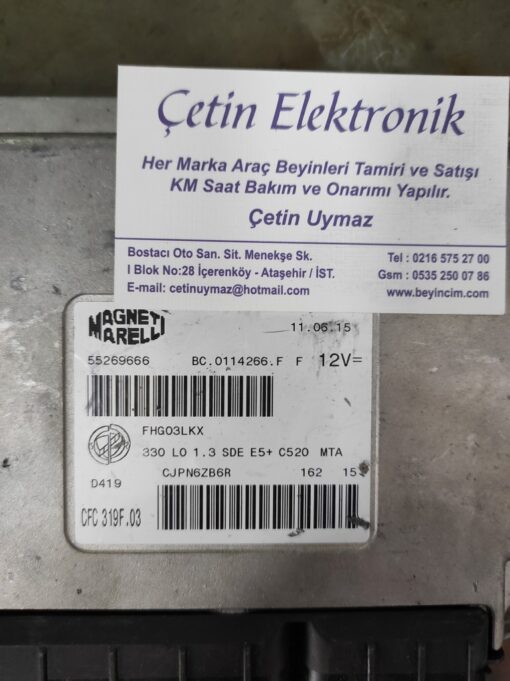 Çetin Elektronik
Her Marka Araç Beyinleri Tamiri ve Satışı
KM Saat Bakım ve Onarımı Yapılır.
Çetin Uymaz
Bostacı Oto San. Sit. Menekşe Sk.
I Blok No:28 İçerenköy - Ataşehir / İST.
E-mail: cetinuymaz@hotmail.com
Tel : 0216 575 27 00
Gsm : 0535 250 07 86
www.beyincim.com
MAGNETI MARELLI
11.06.15
55269666 BC.0114266.F F 12V=
FHG03LKX
330 LO 1.3 SDE E5+ C520 MTA
CJPN6ZB6R 162 15
D419
CFC 319F.03